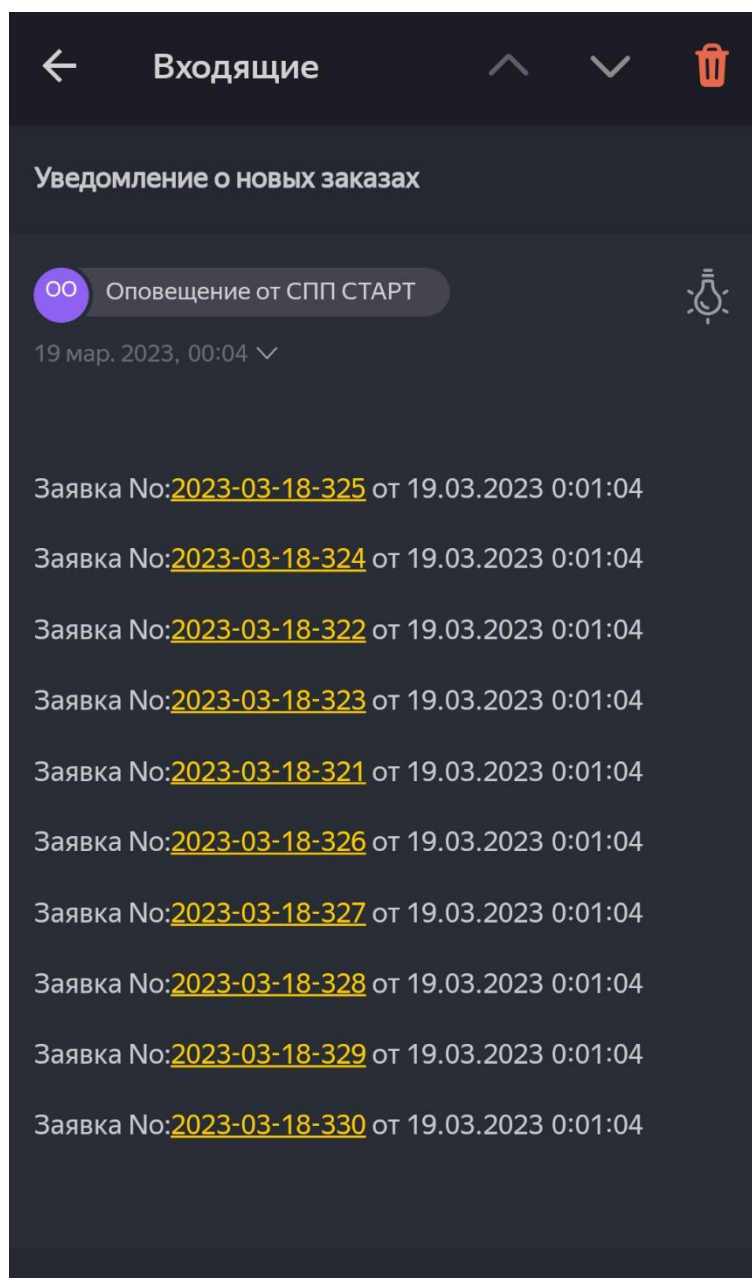 Входящие
Уведомление о новых заказах
ОО Оповещение от СПП СТАРТ
19 мар. 2023, 00:04
Заявка No:2023-03-18-325 от 19.03.2023 0:01:04
Заявка No:2023-03-18-324 от 19.03.2023 0:01:04
Заявка No:2023-03-18-322 от 19.03.2023 0:01:04
Заявка No:2023-03-18-323 от 19.03.2023 0:01:04
Заявка No:2023-03-18-321 от 19.03.2023 0:01:04
Заявка No:2023-03-18-326 от 19.03.2023 0:01:04
Заявка No:2023-03-18-327 от 19.03.2023 0:01:04
Заявка No:2023-03-18-328 от 19.03.2023 0:01:04
Заявка No:2023-03-18-329 от 19.03.2023 0:01:04
Заявка No:2023-03-18-330 от 19.03.2023 0:01:04